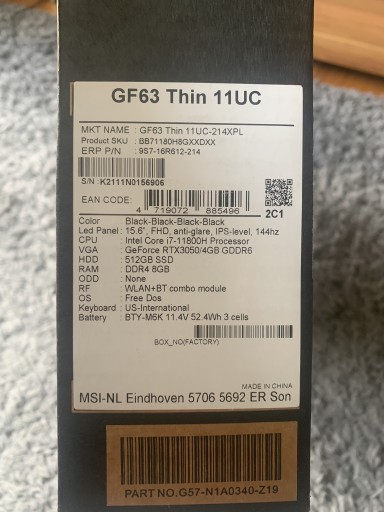 GF63 Thin 11UC
MKT NAME : GF63 Thin 11UC-214XPL
Product SKU : BB71180H8GXXDXX
ERP P/N : 9S7-16R612-214
S/N :K2111N0156906
EAN CODE:
4 719072 885496
2C1
Color : Black-Black-Black-Black
Led Panel : 15.6", FHD, anti-glare, IPS-level, 144hz
CPU : Intel Core i7-11800H Processor
VGA : GeForce RTX3050/4GB GDDR6
HDD : 512GB SSD
RAM : DDR4 8GB
ODD : None
RF : WLAN+BT combo module
OS : Free Dos
Keyboard : US-International
Battery : BTY-M6K 11.4V 52.4Wh 3 cells
BOX_NO(FACTORY)
MADE IN CHINA
MSI-NL Eindhoven 5706 5692 ER Son
PART NO.G57-N1A0340-Z19